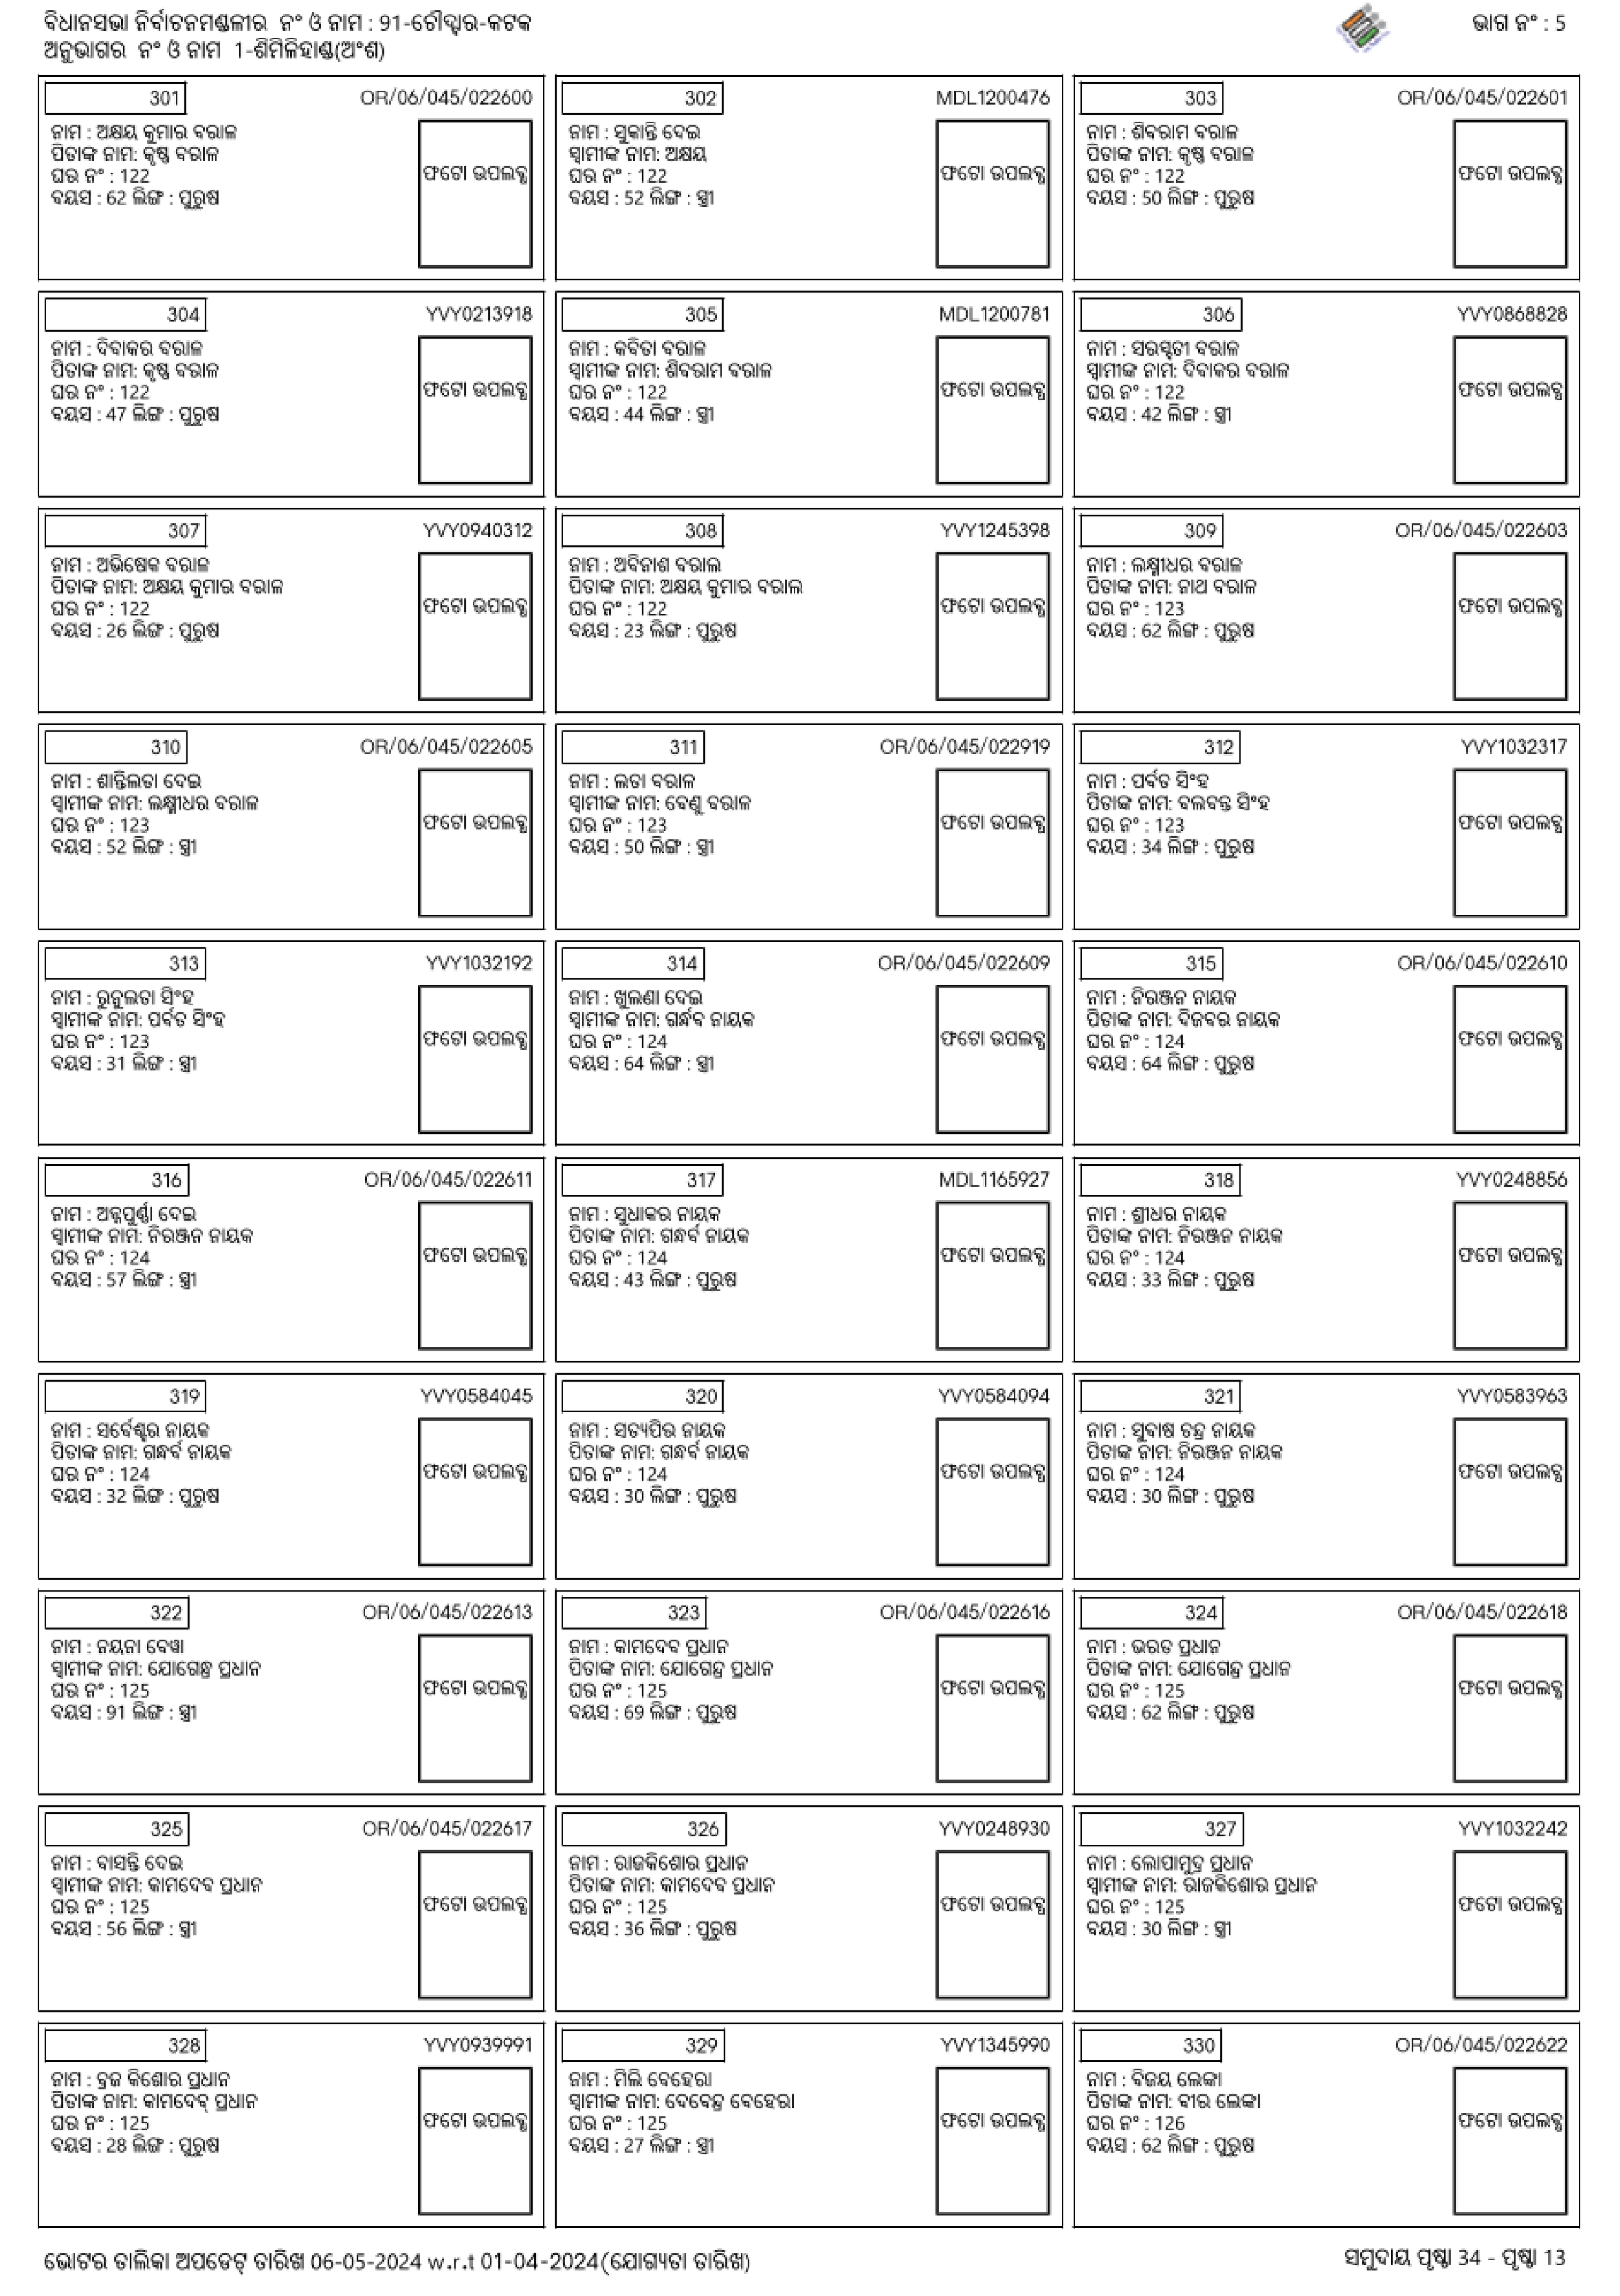 ବିଧାନସଭା ନିର୍ବାଚନମଣ୍ଡଳୀର ନଂ ଓ ନାମ : 91-ଚୌଦ୍ୱାର-କଟକ
ଅନୁଭାଗର ନଂ ଓ ନାମ 1-ଶିମିଳିହାଣ୍ଡ(ଅଂଶ)
ଭାଗ ନଂ : 5
301 OR/06/045/022600
ନାମ : ଅକ୍ଷୟ କୁମାର ବରାଳ
ପିତାଙ୍କ ନାମ: କୃଷ୍ଣ ବରାଳ
ଘର ନଂ : 122
ବୟସ : 62 ଲିଙ୍ଗ : ପୁରୁଷ
ଫଟୋ ଉପଲବ୍ଧ
302 MDL1200476
ନାମ : ସୁକାନ୍ତି ଦେଇ
ସ୍ୱାମୀଙ୍କ ନାମ: ଅକ୍ଷୟ
ଘର ନଂ : 122
ବୟସ : 52 ଲିଙ୍ଗ : ସ୍ତ୍ରୀ
ଫଟୋ ଉପଲବ୍ଧ
303 OR/06/045/022601
ନାମ : ଶିବରାମ ବରାଳ
ପିତାଙ୍କ ନାମ: କୃଷ୍ଣ ବରାଳ
ଘର ନଂ : 122
ବୟସ : 50 ଲିଙ୍ଗ : ପୁରୁଷ
ଫଟୋ ଉପଲବ୍ଧ
304 YVY0213918
ନାମ : ଦିବାକର ବରାଳ
ପିତାଙ୍କ ନାମ: କୃଷ୍ଣ ବରାଳ
ଘର ନଂ : 122
ବୟସ : 47 ଲିଙ୍ଗ : ପୁରୁଷ
ଫଟୋ ଉପଲବ୍ଧ
305 MDL1200781
ନାମ : କବିତା ବରାଳ
ସ୍ୱାମୀଙ୍କ ନାମ: ଶିବରାମ ବରାଳ
ଘର ନଂ : 122
ବୟସ : 44 ଲିଙ୍ଗ : ସ୍ତ୍ରୀ
ଫଟୋ ଉପଲବ୍ଧ
306 YVY0868828
ନାମ : ସରସ୍ୱତୀ ବରାଳ
ସ୍ୱାମୀଙ୍କ ନାମ: ଦିବାକର ବରାଳ
ଘର ନଂ : 122
ବୟସ : 42 ଲିଙ୍ଗ : ସ୍ତ୍ରୀ
ଫଟୋ ଉପଲବ୍ଧ
307 YVY0940312
ନାମ : ଅଭିଷେକ ବରାଳ
ପିତାଙ୍କ ନାମ: ଅକ୍ଷୟ କୁମାର ବରାଳ
ଘର ନଂ : 122
ବୟସ : 26 ଲିଙ୍ଗ : ପୁରୁଷ
ଫଟୋ ଉପଲବ୍ଧ
308 YVY1245398
ନାମ : ଅବିନାଶ ବରାଲ
ପିତାଙ୍କ ନାମ: ଅକ୍ଷୟ କୁମାର ବରାଲ
ଘର ନଂ : 122
ବୟସ : 23 ଲିଙ୍ଗ : ପୁରୁଷ
ଫଟୋ ଉପଲବ୍ଧ
309 OR/06/045/022603
ନାମ : ଲକ୍ଷ୍ମୀଧର ବରାଳ
ପିତାଙ୍କ ନାମ: ନାଥ ବରାଳ
ଘର ନଂ : 123
ବୟସ : 62 ଲିଙ୍ଗ : ପୁରୁଷ
ଫଟୋ ଉପଲବ୍ଧ
310 OR/06/045/022605
ନାମ : ଶାନ୍ତିଲତା ଦେଇ
ସ୍ୱାମୀଙ୍କ ନାମ: ଲକ୍ଷ୍ମୀଧର ବରାଳ
ଘର ନଂ : 123
ବୟସ : 52 ଲିଙ୍ଗ : ସ୍ତ୍ରୀ
ଫଟୋ ଉପଲବ୍ଧ
311 OR/06/045/022919
ନାମ : ଲତା ବରାଳ
ସ୍ୱାମୀଙ୍କ ନାମ: ବେଣୁ ବରାଳ
ଘର ନଂ : 123
ବୟସ : 50 ଲିଙ୍ଗ : ସ୍ତ୍ରୀ
ଫଟୋ ଉପଲବ୍ଧ
312 YVY1032317
ନାମ : ପର୍ବତ ସିଂହ
ପିତାଙ୍କ ନାମ: ବଳବନ୍ତ ସିଂହ
ଘର ନଂ : 123
ବୟସ : 34 ଲିଙ୍ଗ : ପୁରୁଷ
ଫଟୋ ଉପଲବ୍ଧ
313 YVY1032192
ନାମ : ରୁନୁଲତା ସିଂହ
ସ୍ୱାମୀଙ୍କ ନାମ: ପର୍ବତ ସିଂହ
ଘର ନଂ : 123
ବୟସ : 31 ଲିଙ୍ଗ : ସ୍ତ୍ରୀ
ଫଟୋ ଉପଲବ୍ଧ
314 OR/06/045/022609
ନାମ : ଖୁଲଣା ଦେଇ
ସ୍ୱାମୀଙ୍କ ନାମ: ଗର୍ନ୍ଧବ ନାୟକ
ଘର ନଂ : 124
ବୟସ : 64 ଲିଙ୍ଗ : ସ୍ତ୍ରୀ
ଫଟୋ ଉପଲବ୍ଧ
315 OR/06/045/022610
ନାମ : ନିରଞ୍ଜନ ନାୟକ
ପିତାଙ୍କ ନାମ: ଦିଜବର ନାୟକ
ଘର ନଂ : 124
ବୟସ : 64 ଲିଙ୍ଗ : ପୁରୁଷ
ଫଟୋ ଉପଲବ୍ଧ
316 OR/06/045/022611
ନାମ : ଅନ୍ନପୁର୍ଣ୍ଣା ଦେଇ
ସ୍ୱାମୀଙ୍କ ନାମ: ନିରଞ୍ଜନ ନାୟକ
ଘର ନଂ : 124
ବୟସ : 57 ଲିଙ୍ଗ : ସ୍ତ୍ରୀ
ଫଟୋ ଉପଲବ୍ଧ
317 MDL1165927
ନାମ : ସୁଧାକର ନାୟକ
ପିତାଙ୍କ ନାମ: ଗନ୍ଧର୍ବ ନାୟକ
ଘର ନଂ : 124
ବୟସ : 43 ଲିଙ୍ଗ : ପୁରୁଷ
ଫଟୋ ଉପଲବ୍ଧ
318 YVY0248856
ନାମ : ଶ୍ରୀଧର ନାୟକ
ପିତାଙ୍କ ନାମ: ନିରଞ୍ଜନ ନାୟକ
ଘର ନଂ : 124
ବୟସ : 33 ଲିଙ୍ଗ : ପୁରୁଷ
ଫଟୋ ଉପଲବ୍ଧ
319 YVY0584045
ନାମ : ସର୍ବେଶ୍ଵର ନାୟକ
ପିତାଙ୍କ ନାମ: ଗନ୍ଧର୍ବ ନାୟକ
ଘର ନଂ : 124
ବୟସ : 32 ଲିଙ୍ଗ : ପୁରୁଷ
ଫଟୋ ଉପଲବ୍ଧ
320 YVY0584094
ନାମ : ସତ୍ୟପିର ନାୟକ
ପିତାଙ୍କ ନାମ: ଗନ୍ଧର୍ବ ନାୟକ
ଘର ନଂ : 124
ବୟସ : 30 ଲିଙ୍ଗ : ପୁରୁଷ
ଫଟୋ ଉପଲବ୍ଧ
321 YVY0583963
ନାମ : ସୁବାଷ ଚନ୍ଦ୍ର ନାୟକ
ପିତାଙ୍କ ନାମ: ନିରଞ୍ଜନ ନାୟକ
ଘର ନଂ : 124
ବୟସ : 30 ଲିଙ୍ଗ : ପୁରୁଷ
ଫଟୋ ଉପଲବ୍ଧ
322 OR/06/045/022613
ନାମ : ନୟନା ବେୱା
ସ୍ୱାମୀଙ୍କ ନାମ: ଯୋଗେନ୍ଧ୍ର ପ୍ରଧାନ
ଘର ନଂ : 125
ବୟସ : 91 ଲିଙ୍ଗ : ସ୍ତ୍ରୀ
ଫଟୋ ଉପଲବ୍ଧ
323 OR/06/045/022616
ନାମ : କାମଦେବ ପ୍ରଧାନ
ପିତାଙ୍କ ନାମ: ଯୋଗେନ୍ଦ୍ର ପ୍ରଧାନ
ଘର ନଂ : 125
ବୟସ : 69 ଲିଙ୍ଗ : ପୁରୁଷ
ଫଟୋ ଉପଲବ୍ଧ
324 OR/06/045/022618
ନାମ : ଭରତ ପ୍ରଧାନ
ପିତାଙ୍କ ନାମ: ଯୋଗେନ୍ଦ୍ର ପ୍ରଧାନ
ଘର ନଂ : 125
ବୟସ : 62 ଲିଙ୍ଗ : ପୁରୁଷ
ଫଟୋ ଉପଲବ୍ଧ
325 OR/06/045/022617
ନାମ : ବାସନ୍ତି ଦେଇ
ସ୍ୱାମୀଙ୍କ ନାମ: କାମଦେବ ପ୍ରଧାନ
ଘର ନଂ : 125
ବୟସ : 56 ଲିଙ୍ଗ : ସ୍ତ୍ରୀ
ଫଟୋ ଉପଲବ୍ଧ
326 YVY0248930
ନାମ : ରାଜକିଶୋର ପ୍ରଧାନ
ପିତାଙ୍କ ନାମ: କାମଦେବ ପ୍ରଧାନ
ଘର ନଂ : 125
ବୟସ : 36 ଲିଙ୍ଗ : ପୁରୁଷ
ଫଟୋ ଉପଲବ୍ଧ
327 YVY1032242
ନାମ : ଲୋପାମୁଦ୍ର ପ୍ରଧାନ
ସ୍ୱାମୀଙ୍କ ନାମ: ରାଜକିଶୋର ପ୍ରଧାନ
ଘର ନଂ : 125
ବୟସ : 30 ଲିଙ୍ଗ : ସ୍ତ୍ରୀ
ଫଟୋ ଉପଲବ୍ଧ
328 YVY0939991
ନାମ : ବ୍ରଜ କିଶୋର ପ୍ରଧାନ
ପିତାଙ୍କ ନାମ: କାମଦେବ୍ ପ୍ରଧାନ
ଘର ନଂ : 125
ବୟସ : 28 ଲିଙ୍ଗ : ପୁରୁଷ
ଫଟୋ ଉପଲବ୍ଧ
329 YVY1345990
ନାମ : ମିଲି ବେହେରା
ସ୍ୱାମୀଙ୍କ ନାମ: ଦେବେନ୍ଦ୍ର ବେହେରା
ଘର ନଂ : 125
ବୟସ : 27 ଲିଙ୍ଗ : ସ୍ତ୍ରୀ
ଫଟୋ ଉପଲବ୍ଧ
330 OR/06/045/022622
ନାମ : ବିଜୟ ଲେଙ୍କା
ପିତାଙ୍କ ନାମ: ବୀର ଲେଙ୍କା
ଘର ନଂ : 126
ବୟସ : 62 ଲିଙ୍ଗ : ପୁରୁଷ
ଫଟୋ ଉପଲବ୍ଧ
ଭୋଟର ତାଲିକା ଅପଡେଟ୍ ତାରିଖ 06-05-2024 w.r.t 01-04-2024(ଯୋଗ୍ୟତା ତାରିଖ)
ସମୁଦାୟ ପୃଷ୍ଠା 34 - ପୃଷ୍ଠା 13